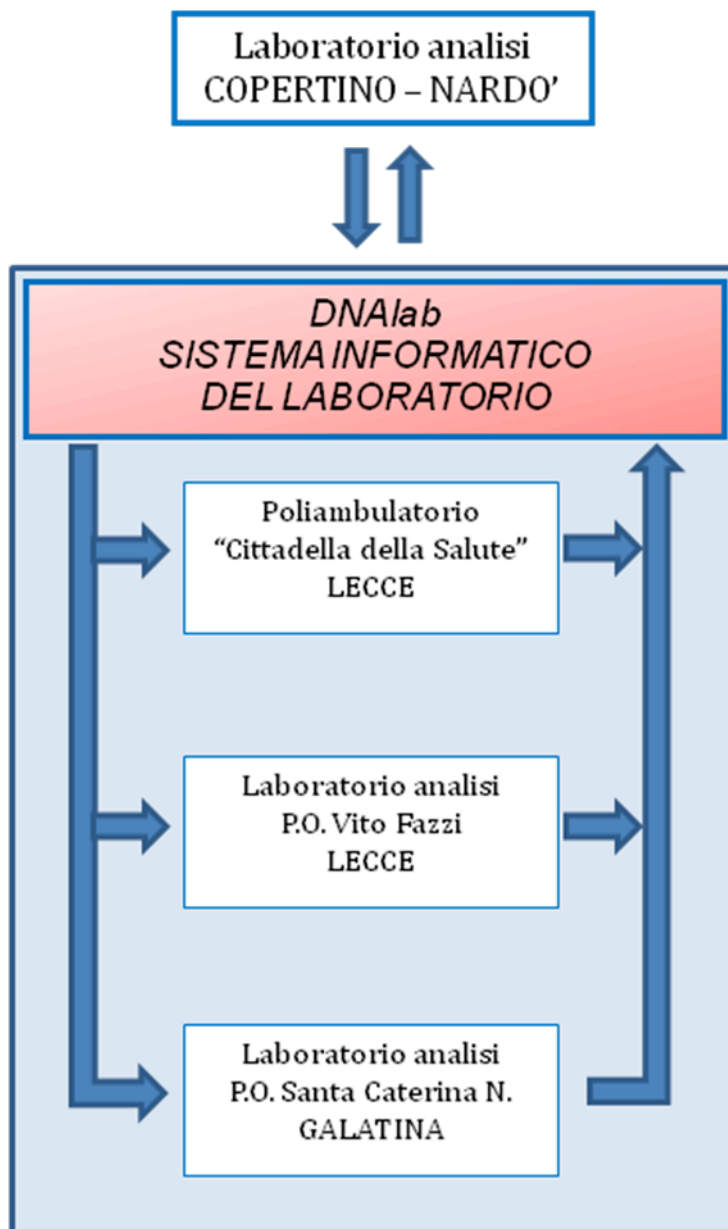 Laboratorio analisi
COPERTINO – NARDO’
DNAlab
SISTEMA INFORMATICO
DEL LABORATORIO
Poliambulatorio
“Cittadella della Salute”
LECCE
Laboratorio analisi
P.O. Vito Fazzi
LECCE
Laboratorio analisi
P.O. Santa Caterina N.
GALATINA